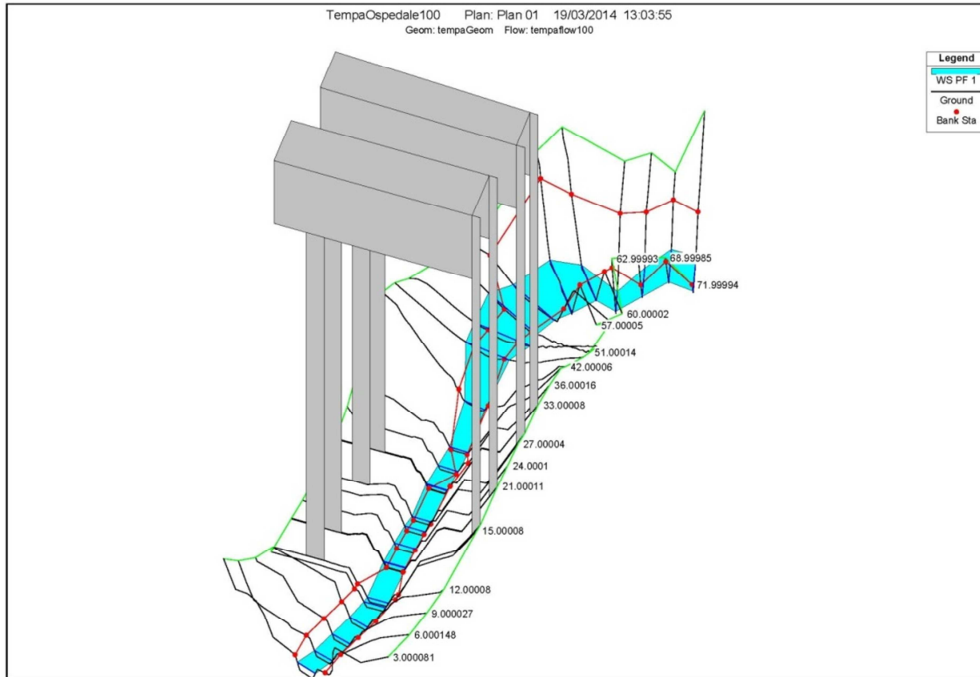 TempaOspedale100 Plan: Plan 01 19/03/2014 13:03:55
Geom: tempaGeom Flow: tempaflow100
Legend
WS PF 1
Ground
Bank Sta
62.99993
68.99985
71.99994
60.00002
57.00005
51.00014
42.00006
36.00016
33.00008
27.00004
24.0001
21.00011
15.00008
12.00008
9.000027
6.000148
3.000081